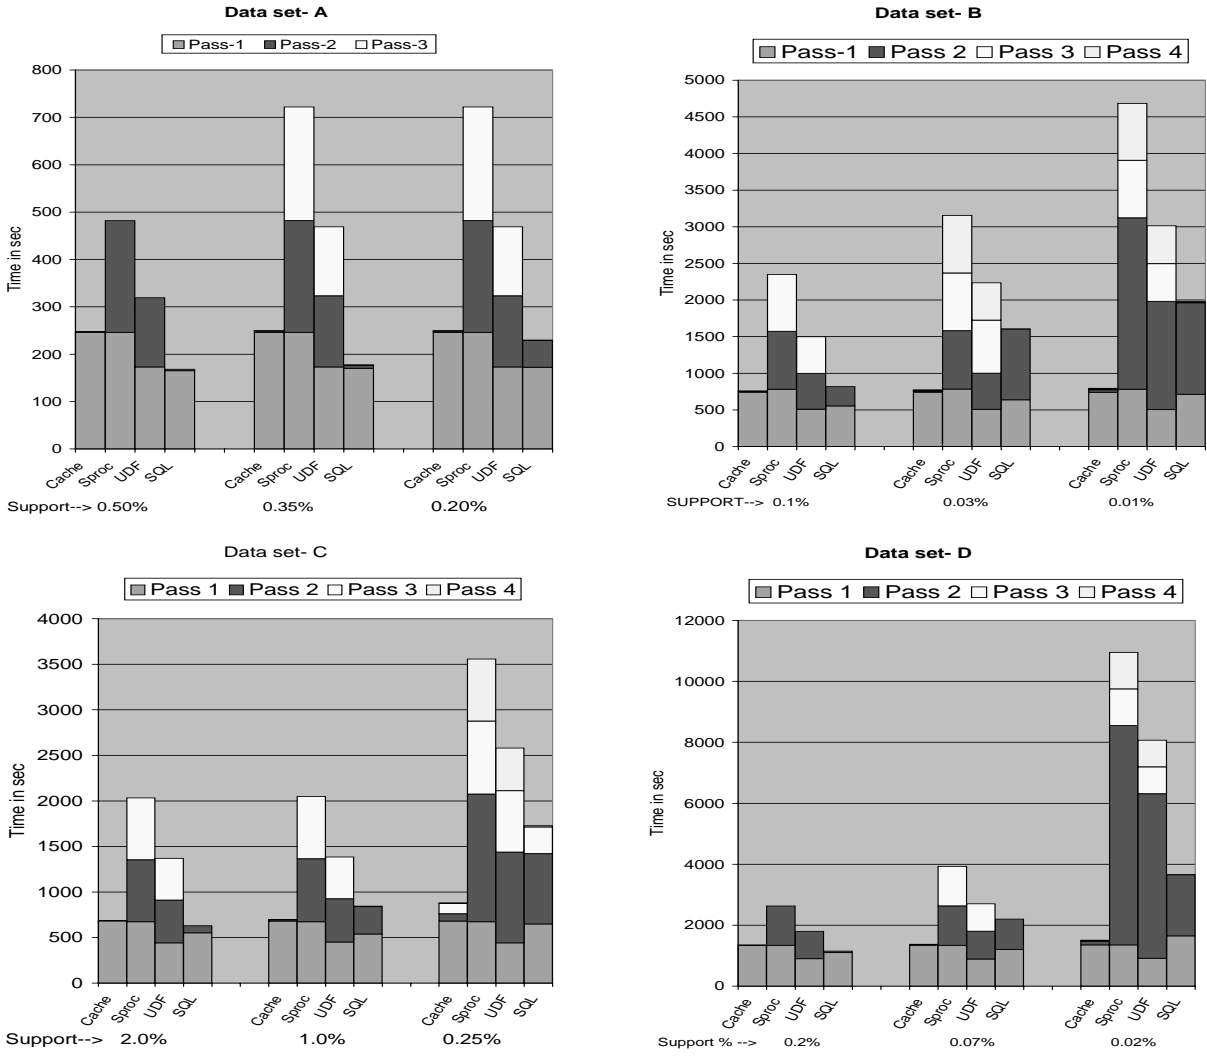 Data set- A
Pass-1 Pass-2 Pass-3
800
700
600
500
400
300
200
100
0
Time in sec
Cache Sproc UDF SQL Cache Sproc UDF SQL Cache Sproc UDF SQL
Support--> 0.50% 0.35% 0.20%
Data set- B
Pass-1 Pass 2 Pass 3 Pass 4
5000
4500
4000
3500
3000
2500
2000
1500
1000
500
0
Time in sec
Cache Sproc UDF SQL Cache Sproc UDF SQL Cache Sproc UDF SQL
SUPPORT--> 0.1% 0.03% 0.01%
Data set- C
Pass 1 Pass 2 Pass 3 Pass 4
4000
3500
3000
2500
2000
1500
1000
500
0
Time in sec
Cache Sproc UDF SQL Cache Sproc UDF SQL Cache Sproc UDF SQL
Support--> 2.0% 1.0% 0.25%
Data set- D
Pass 1 Pass 2 Pass 3 Pass 4
12000
10000
8000
6000
4000
2000
0
Time in sec
Cache Sproc UDF SQL Cache Sproc UDF SQL Cache Sproc UDF SQL
Support % --> 0.2% 0.07% 0.02%